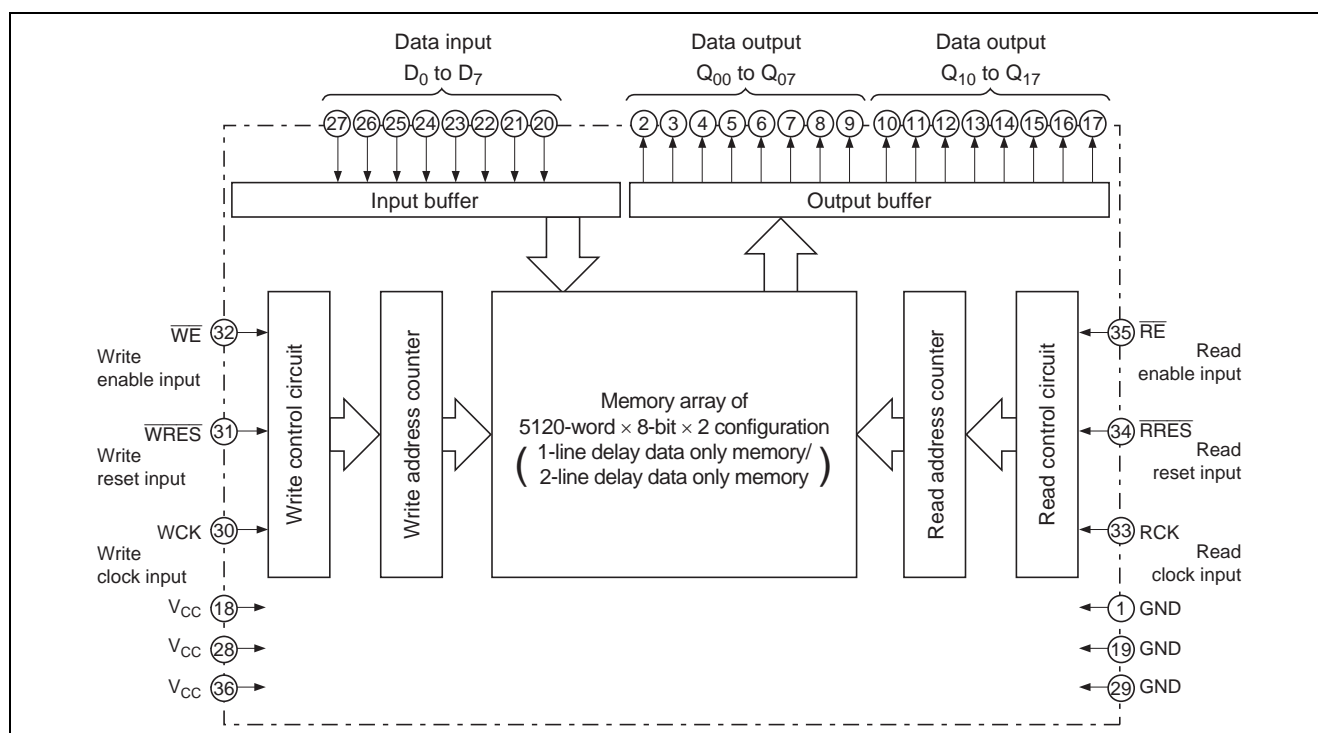 Data input
D0 to D7
Data output
Q00 to Q07
Data output
Q10 to Q17
27 26 25 24 23 22 21 20
2 3 4 5 6 7 8 9
10 11 12 13 14 15 16 17
Input buffer
Output buffer
WE 32
Write
enable input
WRES 31
Write
reset input
WCK 30
Write
clock input
VCC 18
VCC 28
VCC 36
Write control circuit
Write address counter
Memory array of
5120-word × 8-bit × 2 configuration
( 1-line delay data only memory/
2-line delay data only memory )
Read address counter
Read control circuit
35 RE
Read
enable input
34 RRES
Read
reset input
33 RCK
Read
clock input
1 GND
19 GND
29 GND